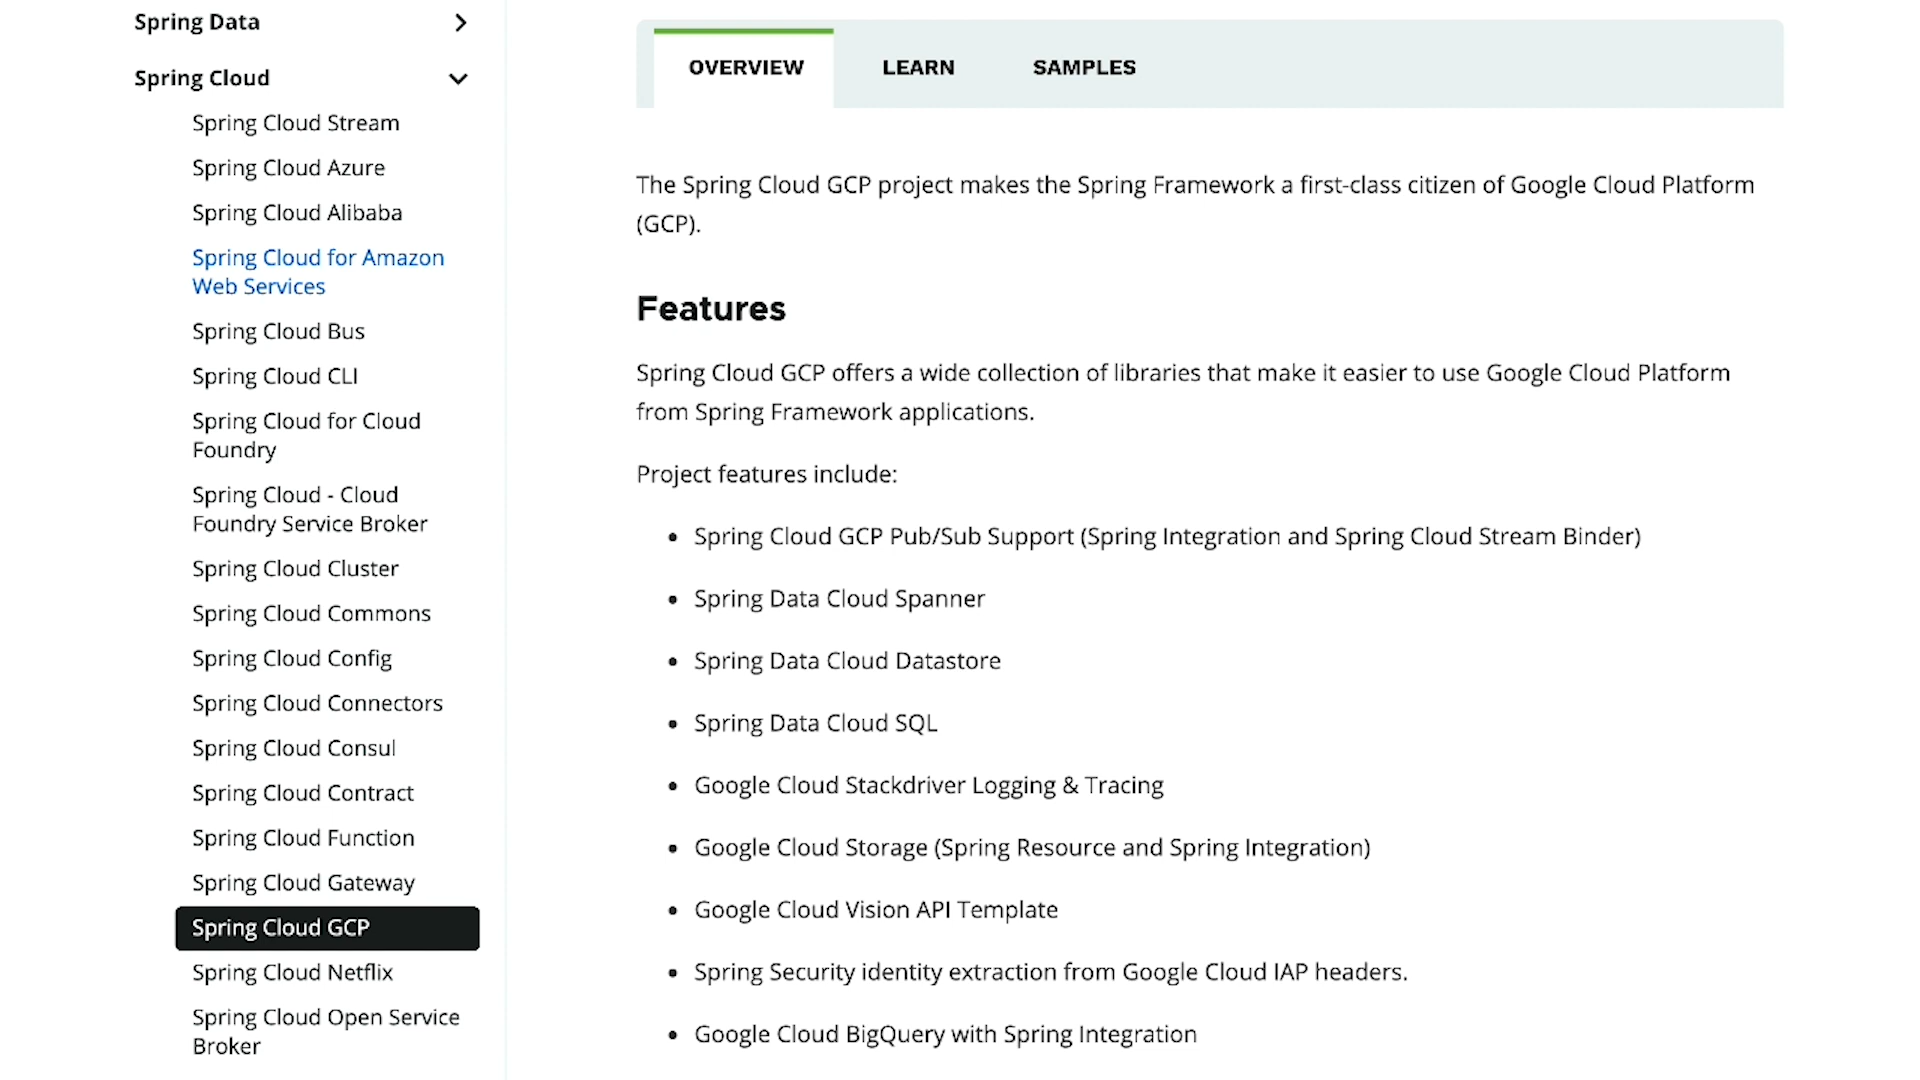 Spring Data
Spring Cloud
Spring Cloud Stream
Spring Cloud Azure
Spring Cloud Alibaba
Spring Cloud for Amazon
Web Services
Spring Cloud Bus
Spring Cloud CLI
Spring Cloud for Cloud
Foundry
Spring Cloud - Cloud
Foundry Service Broker
Spring Cloud Cluster
Spring Cloud Commons
Spring Cloud Config
Spring Cloud Connectors
Spring Cloud Consul
Spring Cloud Contract
Spring Cloud Function
Spring Cloud Gateway
Spring Cloud GCP
Spring Cloud Netflix
Spring Cloud Open Service
Broker
OVERVIEW LEARN SAMPLES
The Spring Cloud GCP project makes the Spring Framework a first-class citizen of Google Cloud Platform
(GCP).
Features
Spring Cloud GCP offers a wide collection of libraries that make it easier to use Google Cloud Platform
from Spring Framework applications.
Project features include:
• Spring Cloud GCP Pub/Sub Support (Spring Integration and Spring Cloud Stream Binder)
• Spring Data Cloud Spanner
• Spring Data Cloud Datastore
• Spring Data Cloud SQL
• Google Cloud Stackdriver Logging & Tracing
• Google Cloud Storage (Spring Resource and Spring Integration)
• Google Cloud Vision API Template
• Spring Security identity extraction from Google Cloud IAP headers.
• Google Cloud BigQuery with Spring Integration